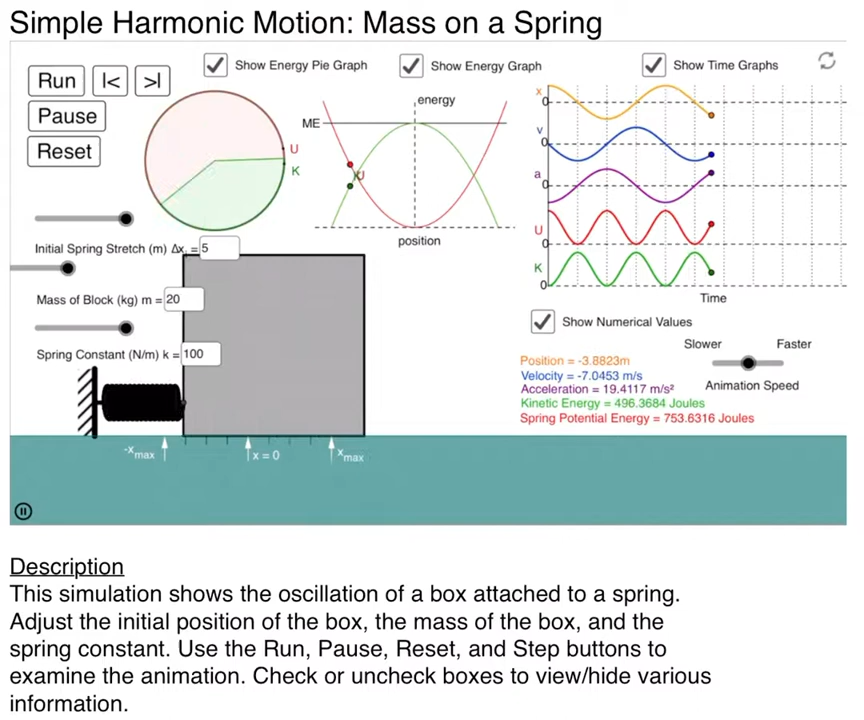 Simple Harmonic Motion: Mass on a Spring
Show Energy Pie Graph
Show Energy Graph
Show Time Graphs
Run |< >|
Pause
Reset
U
K
ME
energy
U
position
x
0
v
0
a
0
U
0
K
0
Time
Initial Spring Stretch (m) Δxᵢ = 5
Mass of Block (kg) m = 20
Spring Constant (N/m) k = 100
Show Numerical Values
Slower Faster
Animation Speed
Position = -3.8823m
Velocity = -7.0453 m/s
Acceleration = 19.4117 m/s²
Kinetic Energy = 496.3684 Joules
Spring Potential Energy = 753.6316 Joules
-xmax x = 0 xmax
Description
This simulation shows the oscillation of a box attached to a spring.
Adjust the initial position of the box, the mass of the box, and the
spring constant. Use the Run, Pause, Reset, and Step buttons to
examine the animation. Check or uncheck boxes to view/hide various
information.